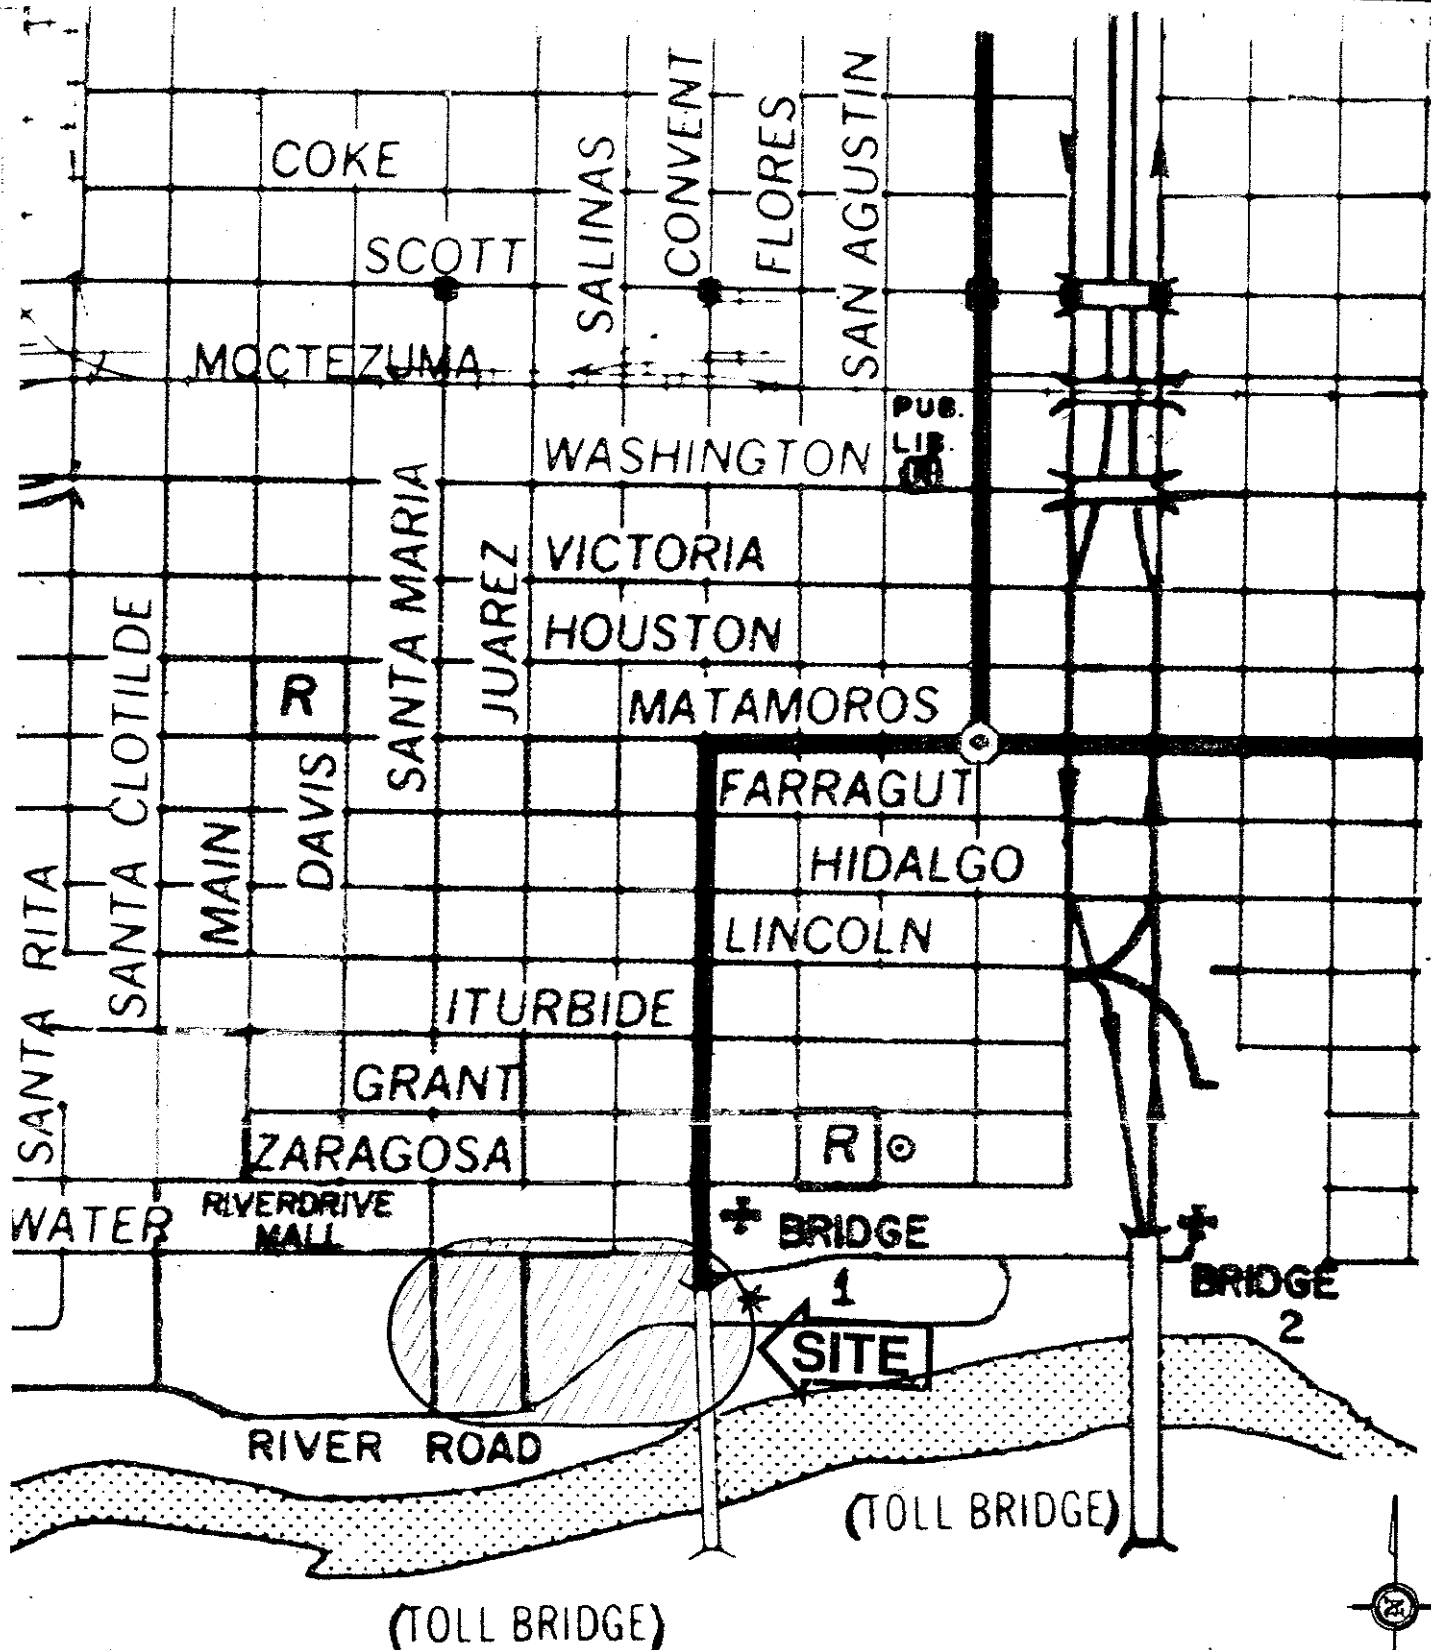 COKE
SCOTT
SALINAS
CONVENT
FLORES
SAN AGUSTIN
MOCTEZUMA
PUB.
LIB.
WASHINGTON
VICTORIA
HOUSTON
SANTA MARIA
JUAREZ
MATAMOROS
R
SANTA CLOTILDE
DAVIS
MAIN
FARRAGUT
HIDALGO
LINCOLN
SANTA RITA
ITURBIDE
GRANT
ZARAGOSA
R
RIVERDRIVE
MALL
WATER
BRIDGE
1
BRIDGE
2
SITE
RIVER ROAD
(TOLL BRIDGE)
(TOLL BRIDGE)